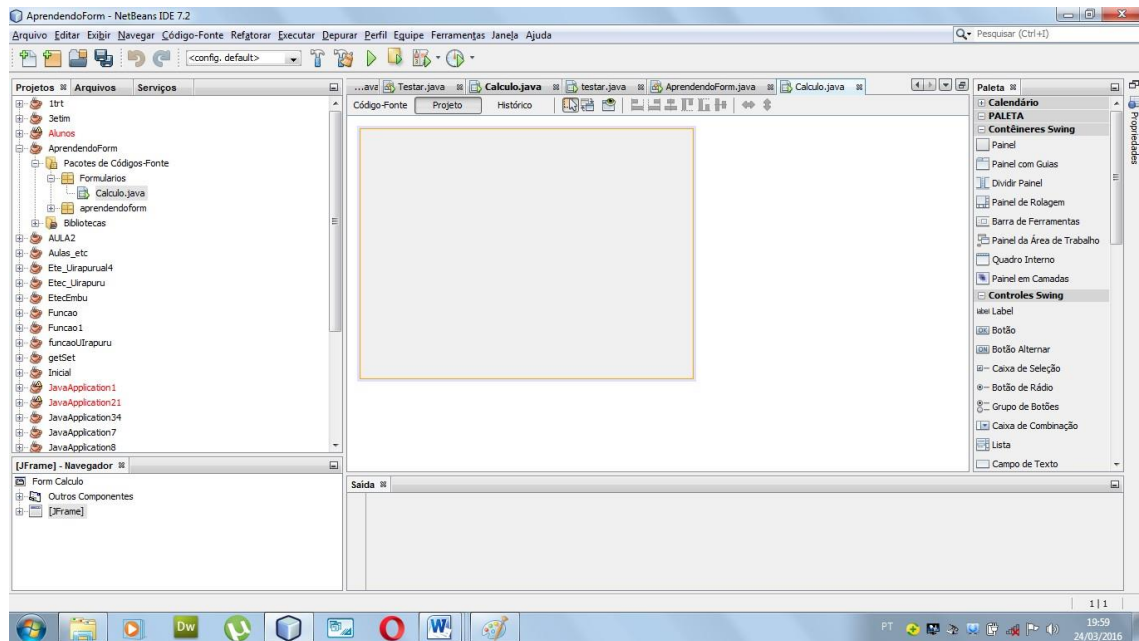 AprendendoForm - NetBeans IDE 7.2
Arquivo Editar Exibir Navegar Código-Fonte Refatorar Executar Depurar Perfil Equipe Ferramentas Janela Ajuda
Pesquisar (Ctrl+I)
<config. default>
Projetos Arquivos Serviços
1trt
3etim
Alunos
AprendendoForm
Pacotes de Códigos-Fonte
Formularios
Calculo.java
aprendendoform
Bibliotecas
AULA2
Aulas_etc
Ete_Uirapurual4
Etec_Uirapuru
EtecEmbu
Funcao
Funcao1
funcaoUIrapuru
getSet
Inicial
JavaApplication1
JavaApplication21
JavaApplication34
JavaApplication7
JavaApplication8
[JFrame] - Navegador
Form Calculo
Outros Componentes
[JFrame]
...ava Testar.java Calculo.java testar.java AprendendoForm.java Calculo.java
Código-Fonte Projeto Histórico
Saída
Paleta
Calendário
PALETA
Contêineres Swing
Painel
Painel com Guias
Dividir Painel
Painel de Rolagem
Barra de Ferramentas
Painel da Área de Trabalho
Quadro Interno
Painel em Camadas
Controles Swing
label Label
OK Botão
ON Botão Alternar
Caixa de Seleção
Botão de Rádio
Grupo de Botões
Caixa de Combinação
Lista
Campo de Texto
Propriedades
1|1
Dw
PT
19:59
24/03/2016